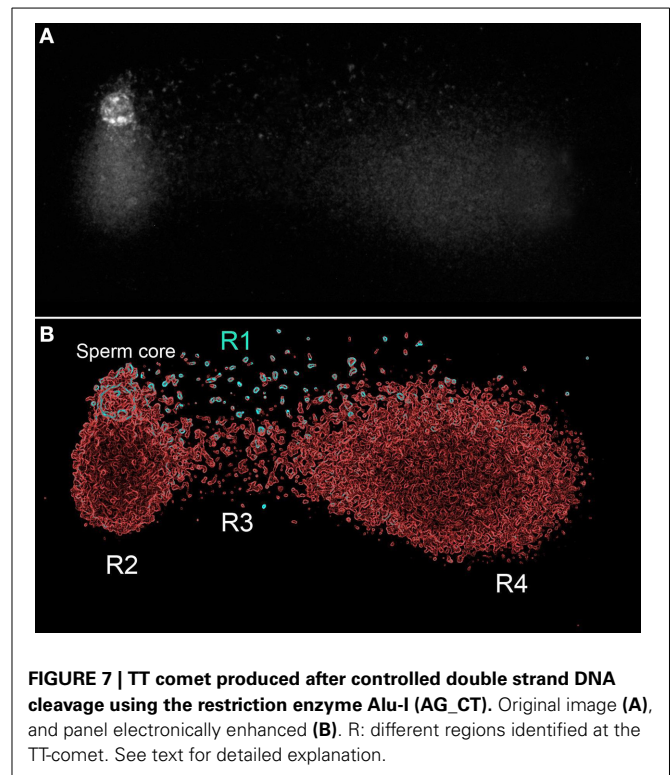 A
B
Sperm core
R1
R3
R2
R4
FIGURE 7 | TT comet produced after controlled double strand DNA
cleavage using the restriction enzyme Alu-I (AG_CT). Original image (A),
and panel electronically enhanced (B). R: different regions identified at the
TT-comet. See text for detailed explanation.